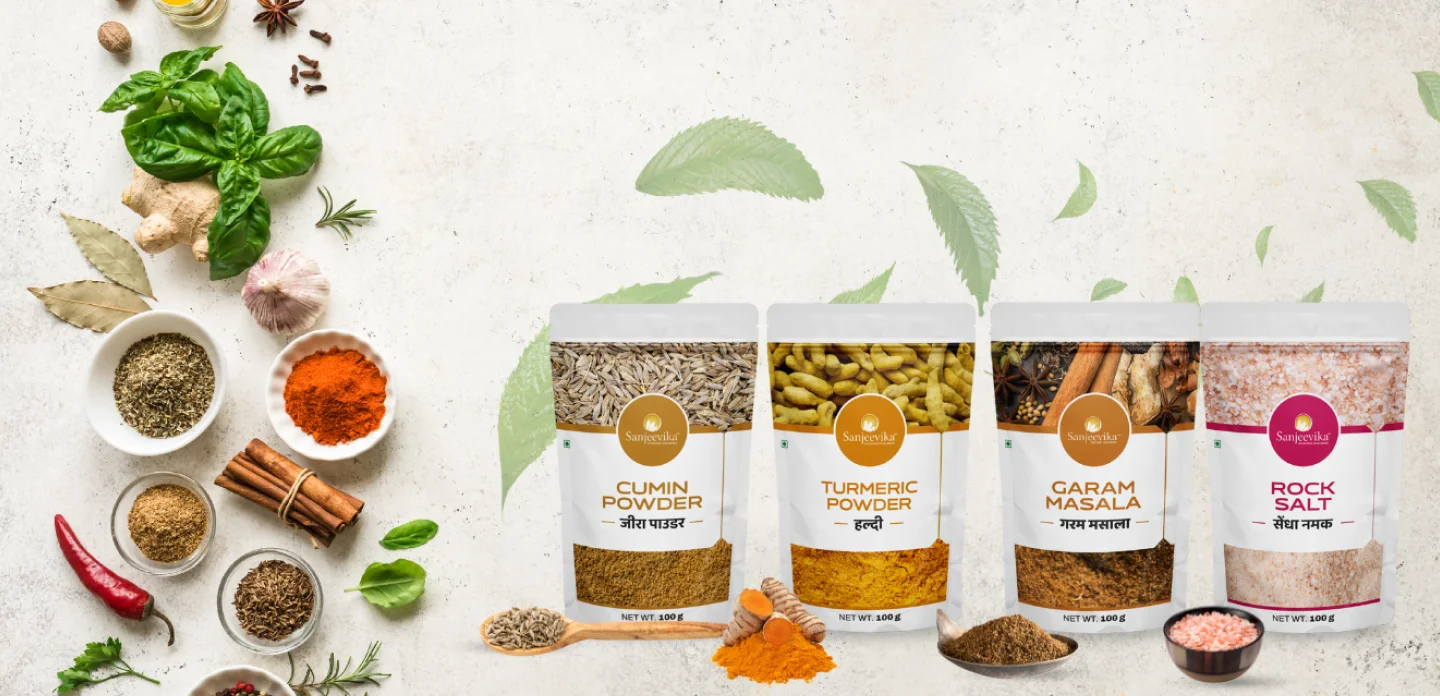 Sanjeevika
CUMIN
POWDER
जीरा पाउडर
NET WT. 100 g
Sanjeevika
TURMERIC
POWDER
हल्दी
NET WT. 100 g
Sanjeevika
GARAM
MASALA
गरम मसाला
NET WT. 100 g
Sanjeevika
ROCK
SALT
सेंधा नमक
NET WT. 100 g